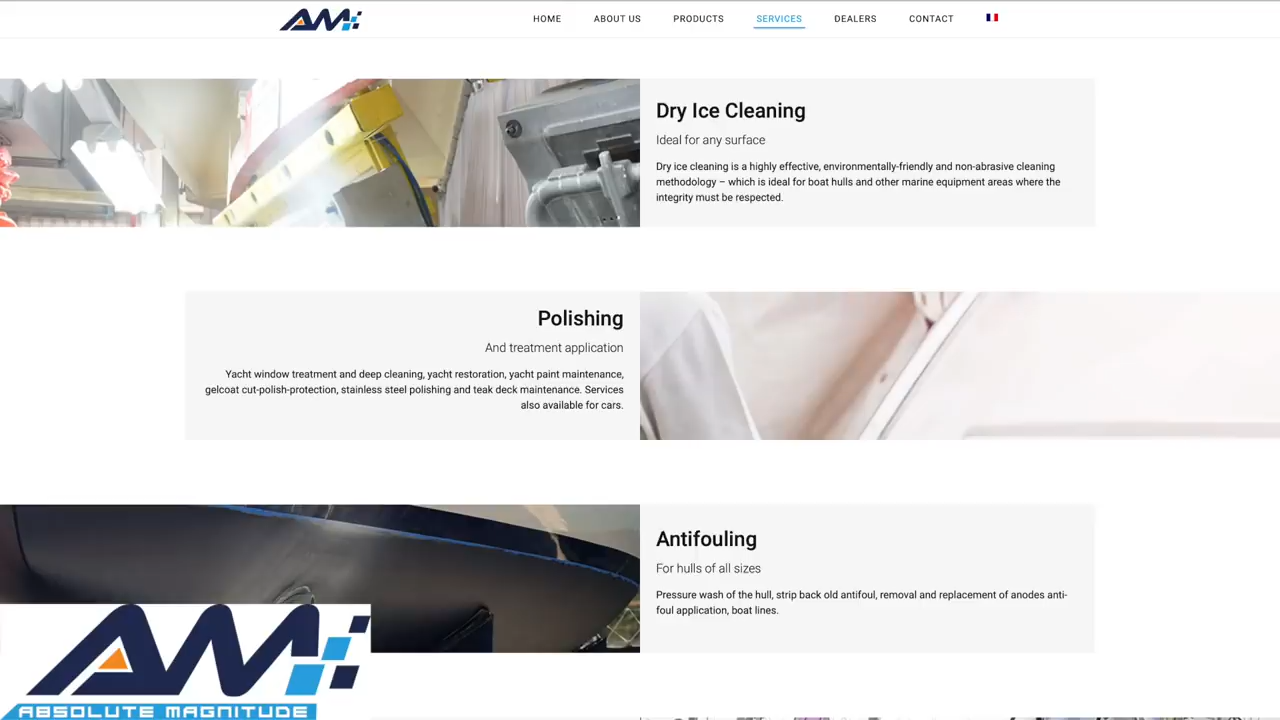 AM
HOME ABOUT US PRODUCTS SERVICES DEALERS CONTACT
Dry Ice Cleaning
Ideal for any surface
Dry ice cleaning is a highly effective, environmentally-friendly and non-abrasive cleaning
methodology – which is ideal for boat hulls and other marine equipment areas where the
integrity must be respected.
Polishing
And treatment application
Yacht window treatment and deep cleaning, yacht restoration, yacht paint maintenance,
gelcoat cut-polish-protection, stainless steel polishing and teak deck maintenance. Services
also available for cars.
Antifouling
For hulls of all sizes
Pressure wash of the hull, strip back old antifoul, removal and replacement of anodes anti-
foul application, boat lines.
AM
ABSOLUTE MAGNITUDE